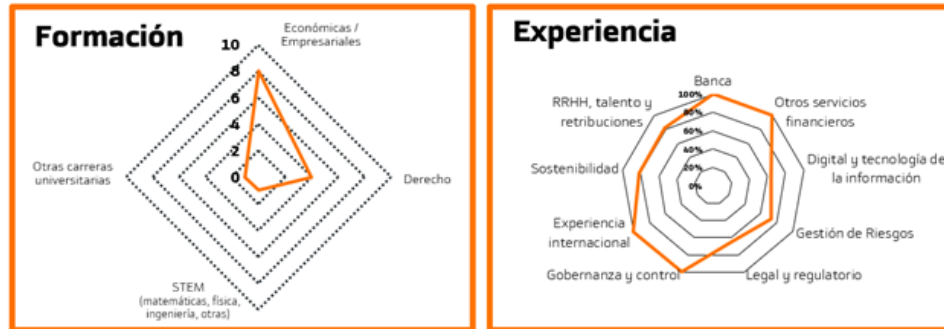 Formación
Económicas /
Empresariales
10
8
6
4
2
0
Otras carreras
universitarias
Derecho
STEM
(matemáticas, física,
ingeniería, otras)
Experiencia
Banca
100%
80%
60%
40%
20%
0%
RRHH, talento y
retribuciones
Otros servicios
financieros
Sostenibilidad
Digital y tecnología de
la información
Experiencia
internacional
Gestión de Riesgos
Gobernanza y control
Legal y regulatorio